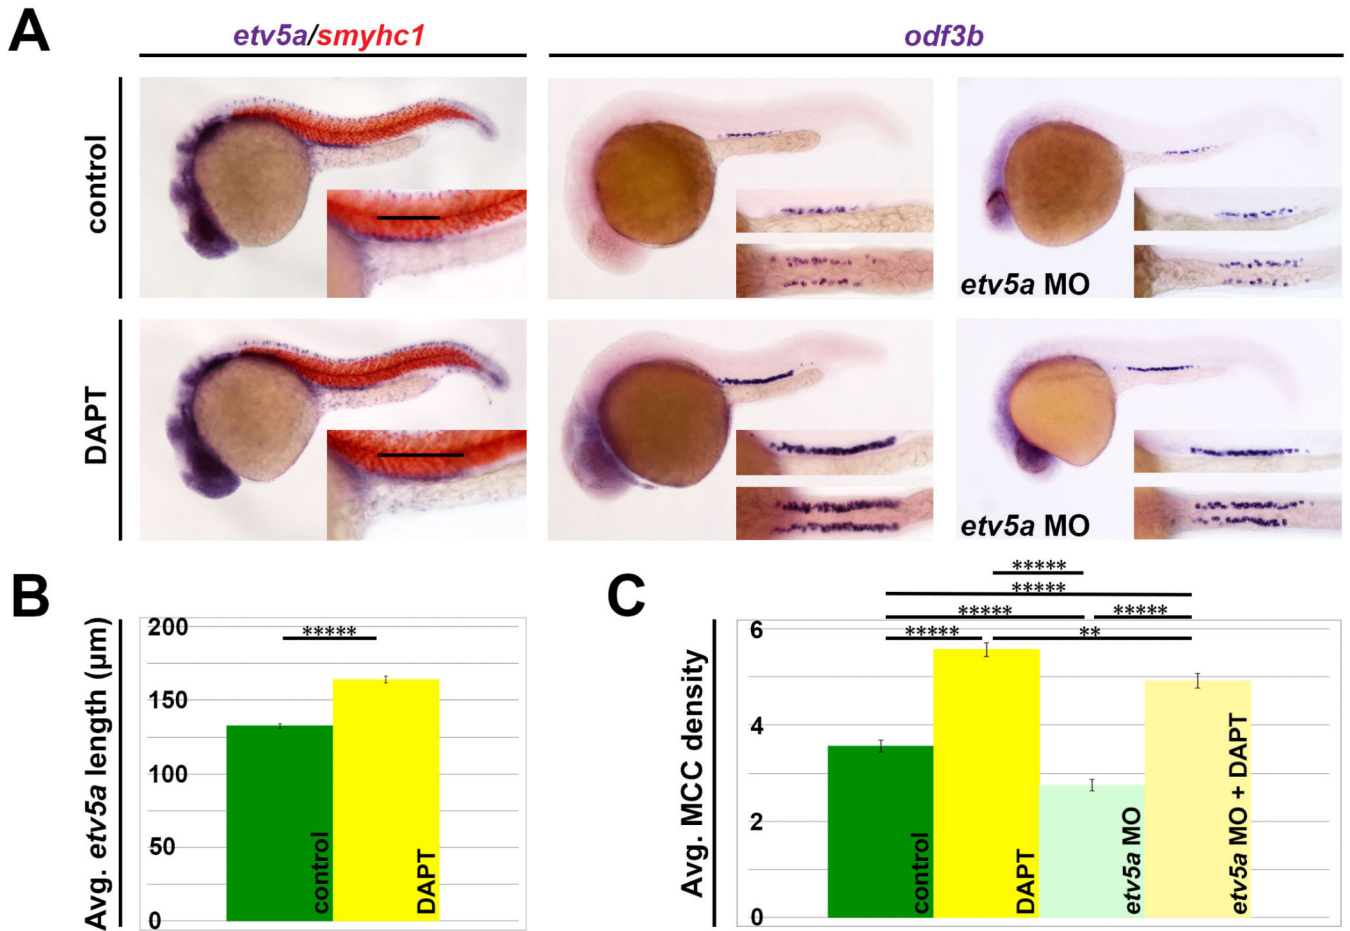 A
etv5a/smyhc1
odf3b
control
etv5a MO
DAPT
etv5a MO
B
Avg. etv5a length (µm)
200
150
100
50
0
*****
control
DAPT
C
Avg. MCC density
6
4
2
0
*****
*****
*****
*****
*****
**
control
DAPT
etv5a MO
etv5a MO + DAPT